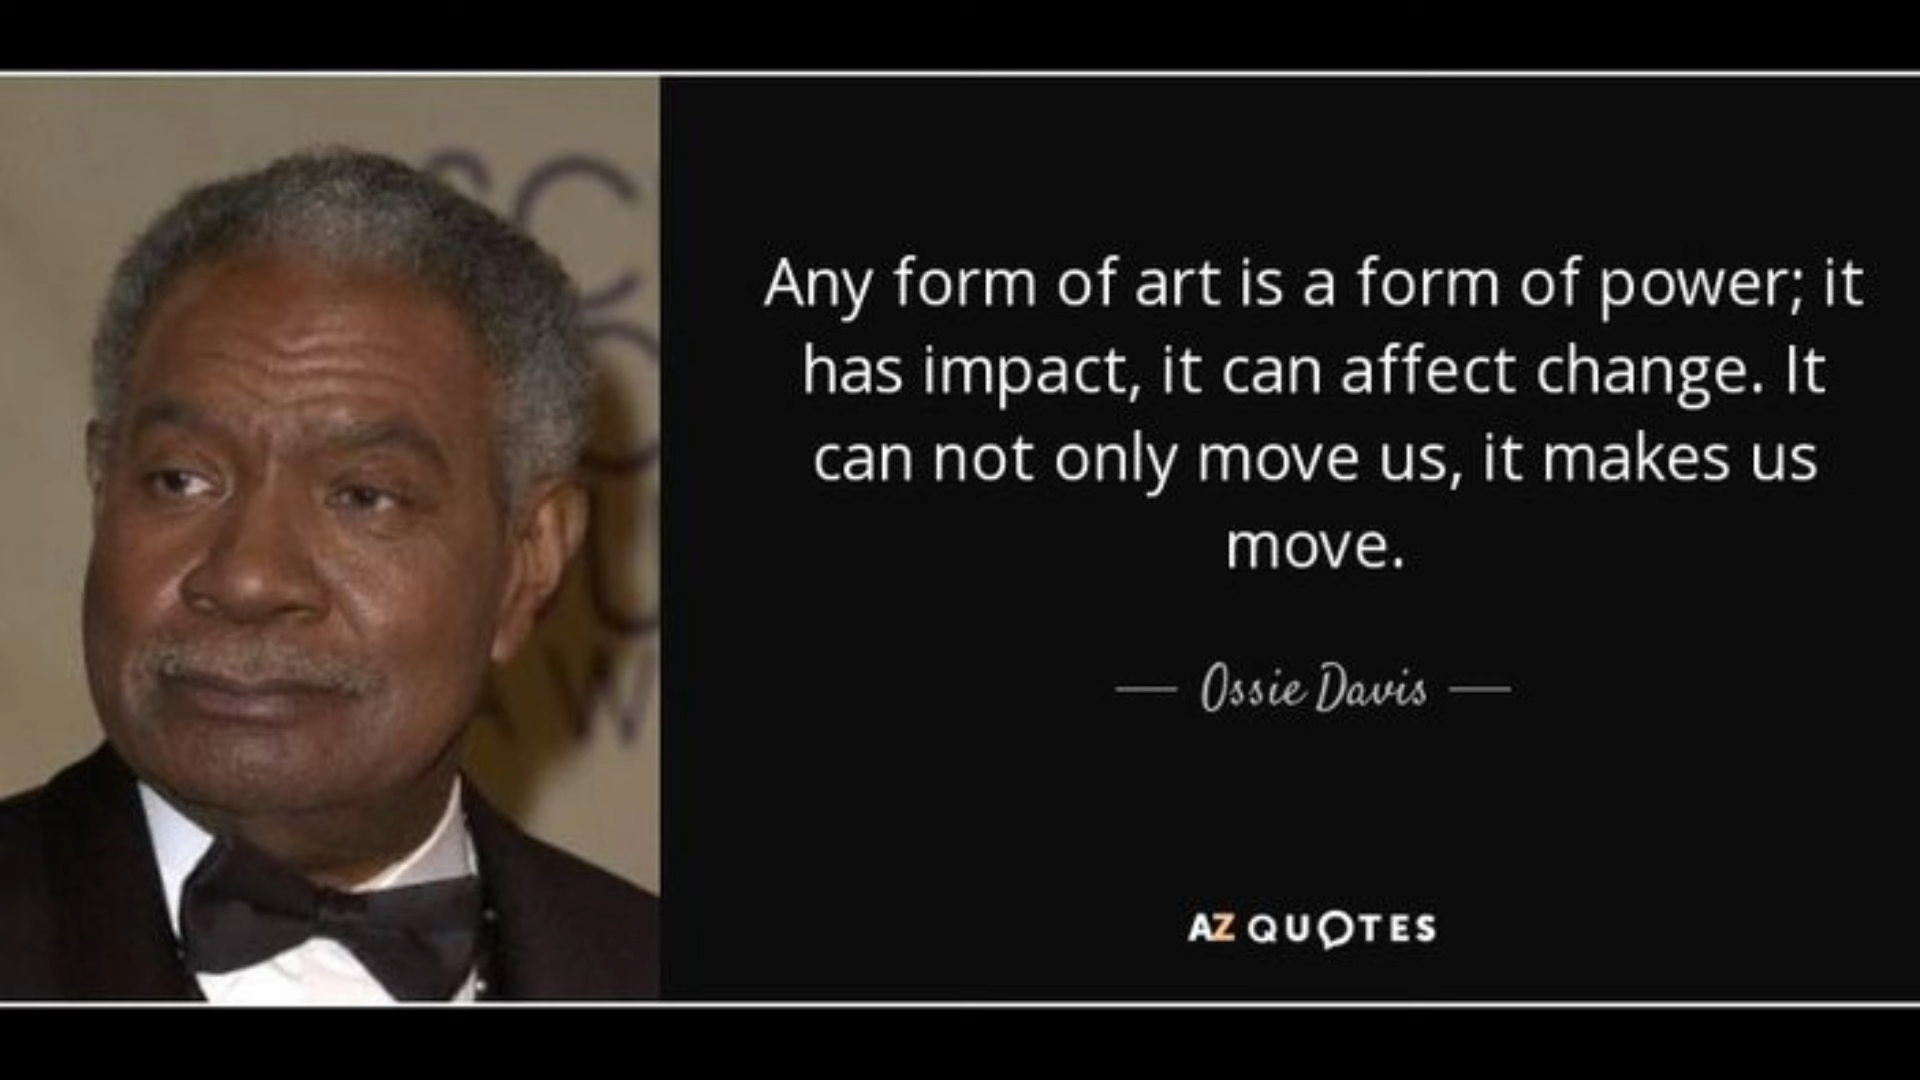 Any form of art is a form of power; it
has impact, it can affect change. It
can not only move us, it makes us
move.
Ossie Davis
AZ QUOTES